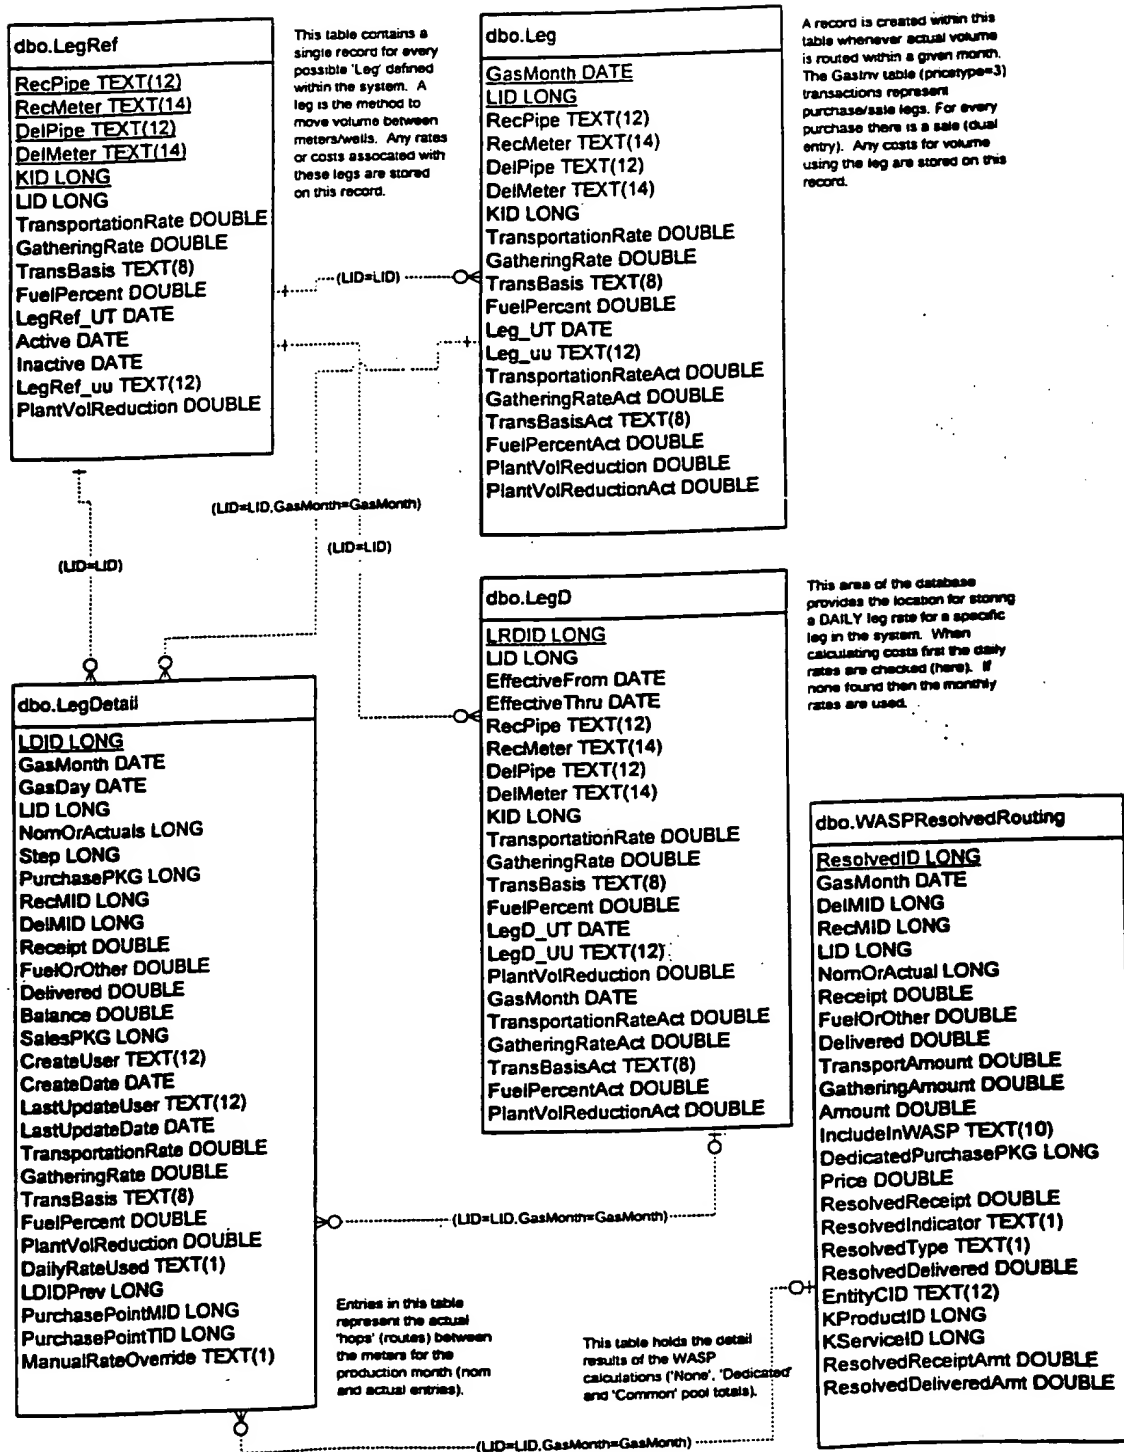 dbo.LegRef
RecPipe TEXT(12)
RecMeter TEXT(14)
DelPipe TEXT(12)
DelMeter TEXT(14)
KID LONG
LID LONG
TransportationRate DOUBLE
GatheringRate DOUBLE
TransBasis TEXT(8)
FuelPercent DOUBLE
LegRef_UT DATE
Active DATE
Inactive DATE
LegRef_uu TEXT(12)
PlantVolReduction DOUBLE
This table contains a
single record for every
possible 'Leg' defined
within the system. A
leg is the method to
move volume between
meters/wells. Any rates
or costs assocated with
these legs are stored
on this record.
dbo.Leg
GasMonth DATE
LID LONG
RecPipe TEXT(12)
RecMeter TEXT(14)
DelPipe TEXT(12)
DelMeter TEXT(14)
KID LONG
TransportationRate DOUBLE
GatheringRate DOUBLE
TransBasis TEXT(8)
FuelPercent DOUBLE
Leg_UT DATE
Leg_uu TEXT(12)
TransportationRateAct DOUBLE
GatheringRateAct DOUBLE
TransBasisAct TEXT(8)
FuelPercentAct DOUBLE
PlantVolReduction DOUBLE
PlantVolReductionAct DOUBLE
A record is created within this
table whenever actual volume
is routed within a given month.
The GasInv table (pricetype=3)
transactions represent
purchase/sale legs. For every
purchase there is a sale (dual
entry). Any costs for volume
using the leg are stored on this
record.
(LID=LID)
(LID=LID,GasMonth=GasMonth)
(LID=LID)
(LID=LID)
dbo.LegD
LRDID LONG
LID LONG
EffectiveFrom DATE
EffectiveThru DATE
RecPipe TEXT(12)
RecMeter TEXT(14)
DelPipe TEXT(12)
DelMeter TEXT(14)
KID LONG
TransportationRate DOUBLE
GatheringRate DOUBLE
TransBasis TEXT(8)
FuelPercent DOUBLE
LegD_UT DATE
LegD_UU TEXT(12)
PlantVolReduction DOUBLE
GasMonth DATE
TransportationRateAct DOUBLE
GatheringRateAct DOUBLE
TransBasisAct TEXT(8)
FuelPercentAct DOUBLE
PlantVolReductionAct DOUBLE
This area of the database
provides the location for storing
a DAILY leg rate for a specific
leg in the system. When
calculating costs first the daily
rates are checked (here). If
none found then the monthly
rates are used.
dbo.LegDetail
LDID LONG
GasMonth DATE
GasDay DATE
LID LONG
NomOrActuals LONG
Step LONG
PurchasePKG LONG
RecMID LONG
DelMID LONG
Receipt DOUBLE
FuelOrOther DOUBLE
Delivered DOUBLE
Balance DOUBLE
SalesPKG LONG
CreateUser TEXT(12)
CreateDate DATE
LastUpdateUser TEXT(12)
LastUpdateDate DATE
TransportationRate DOUBLE
GatheringRate DOUBLE
TransBasis TEXT(8)
FuelPercent DOUBLE
PlantVolReduction DOUBLE
DailyRateUsed TEXT(1)
LDIDPrev LONG
PurchasePointMID LONG
PurchasePointTID LONG
ManualRateOverride TEXT(1)
dbo.WASPResolvedRouting
ResolvedID LONG
GasMonth DATE
DelMID LONG
RecMID LONG
LID LONG
NomOrActual LONG
Receipt DOUBLE
FuelOrOther DOUBLE
Delivered DOUBLE
TransportAmount DOUBLE
GatheringAmount DOUBLE
Amount DOUBLE
IncludeInWASP TEXT(10)
DedicatedPurchasePKG LONG
Price DOUBLE
ResolvedReceipt DOUBLE
ResolvedIndicator TEXT(1)
ResolvedType TEXT(1)
ResolvedDelivered DOUBLE
EntityCID TEXT(12)
KProductID LONG
KServiceID LONG
ResolvedReceiptAmt DOUBLE
ResolvedDeliveredAmt DOUBLE
(LID=LID,GasMonth=GasMonth)
Entries in this table
represent the actual
'hops' (routes) between
the meters for the
production month (nom
and actual entries).
This table holds the detail
results of the WASP
calculations ('None', 'Dedicated'
and 'Common' pool totals).
(LID=LID,GasMonth=GasMonth)